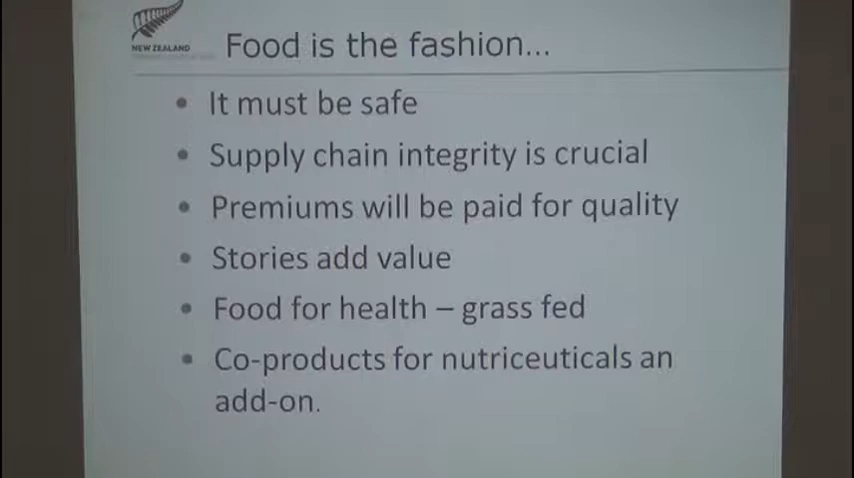 NEW ZEALAND
Food is the fashion...
• It must be safe
• Supply chain integrity is crucial
• Premiums will be paid for quality
• Stories add value
• Food for health – grass fed
• Co-products for nutriceuticals an
add-on.